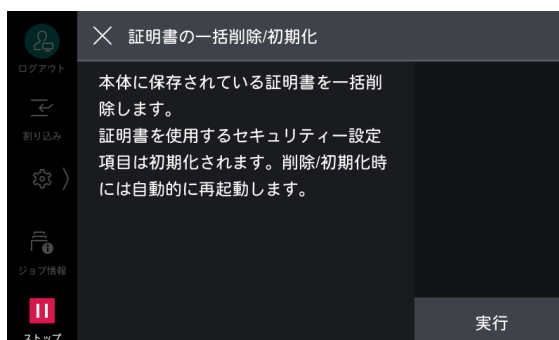 証明書の一括削除/初期化
ログアウト
割り込み
ジョブ情報
ストップ
本体に保存されている証明書を一括削
除します。
証明書を使用するセキュリティー設定
項目は初期化されます。削除/初期化時
には自動的に再起動します。
実行